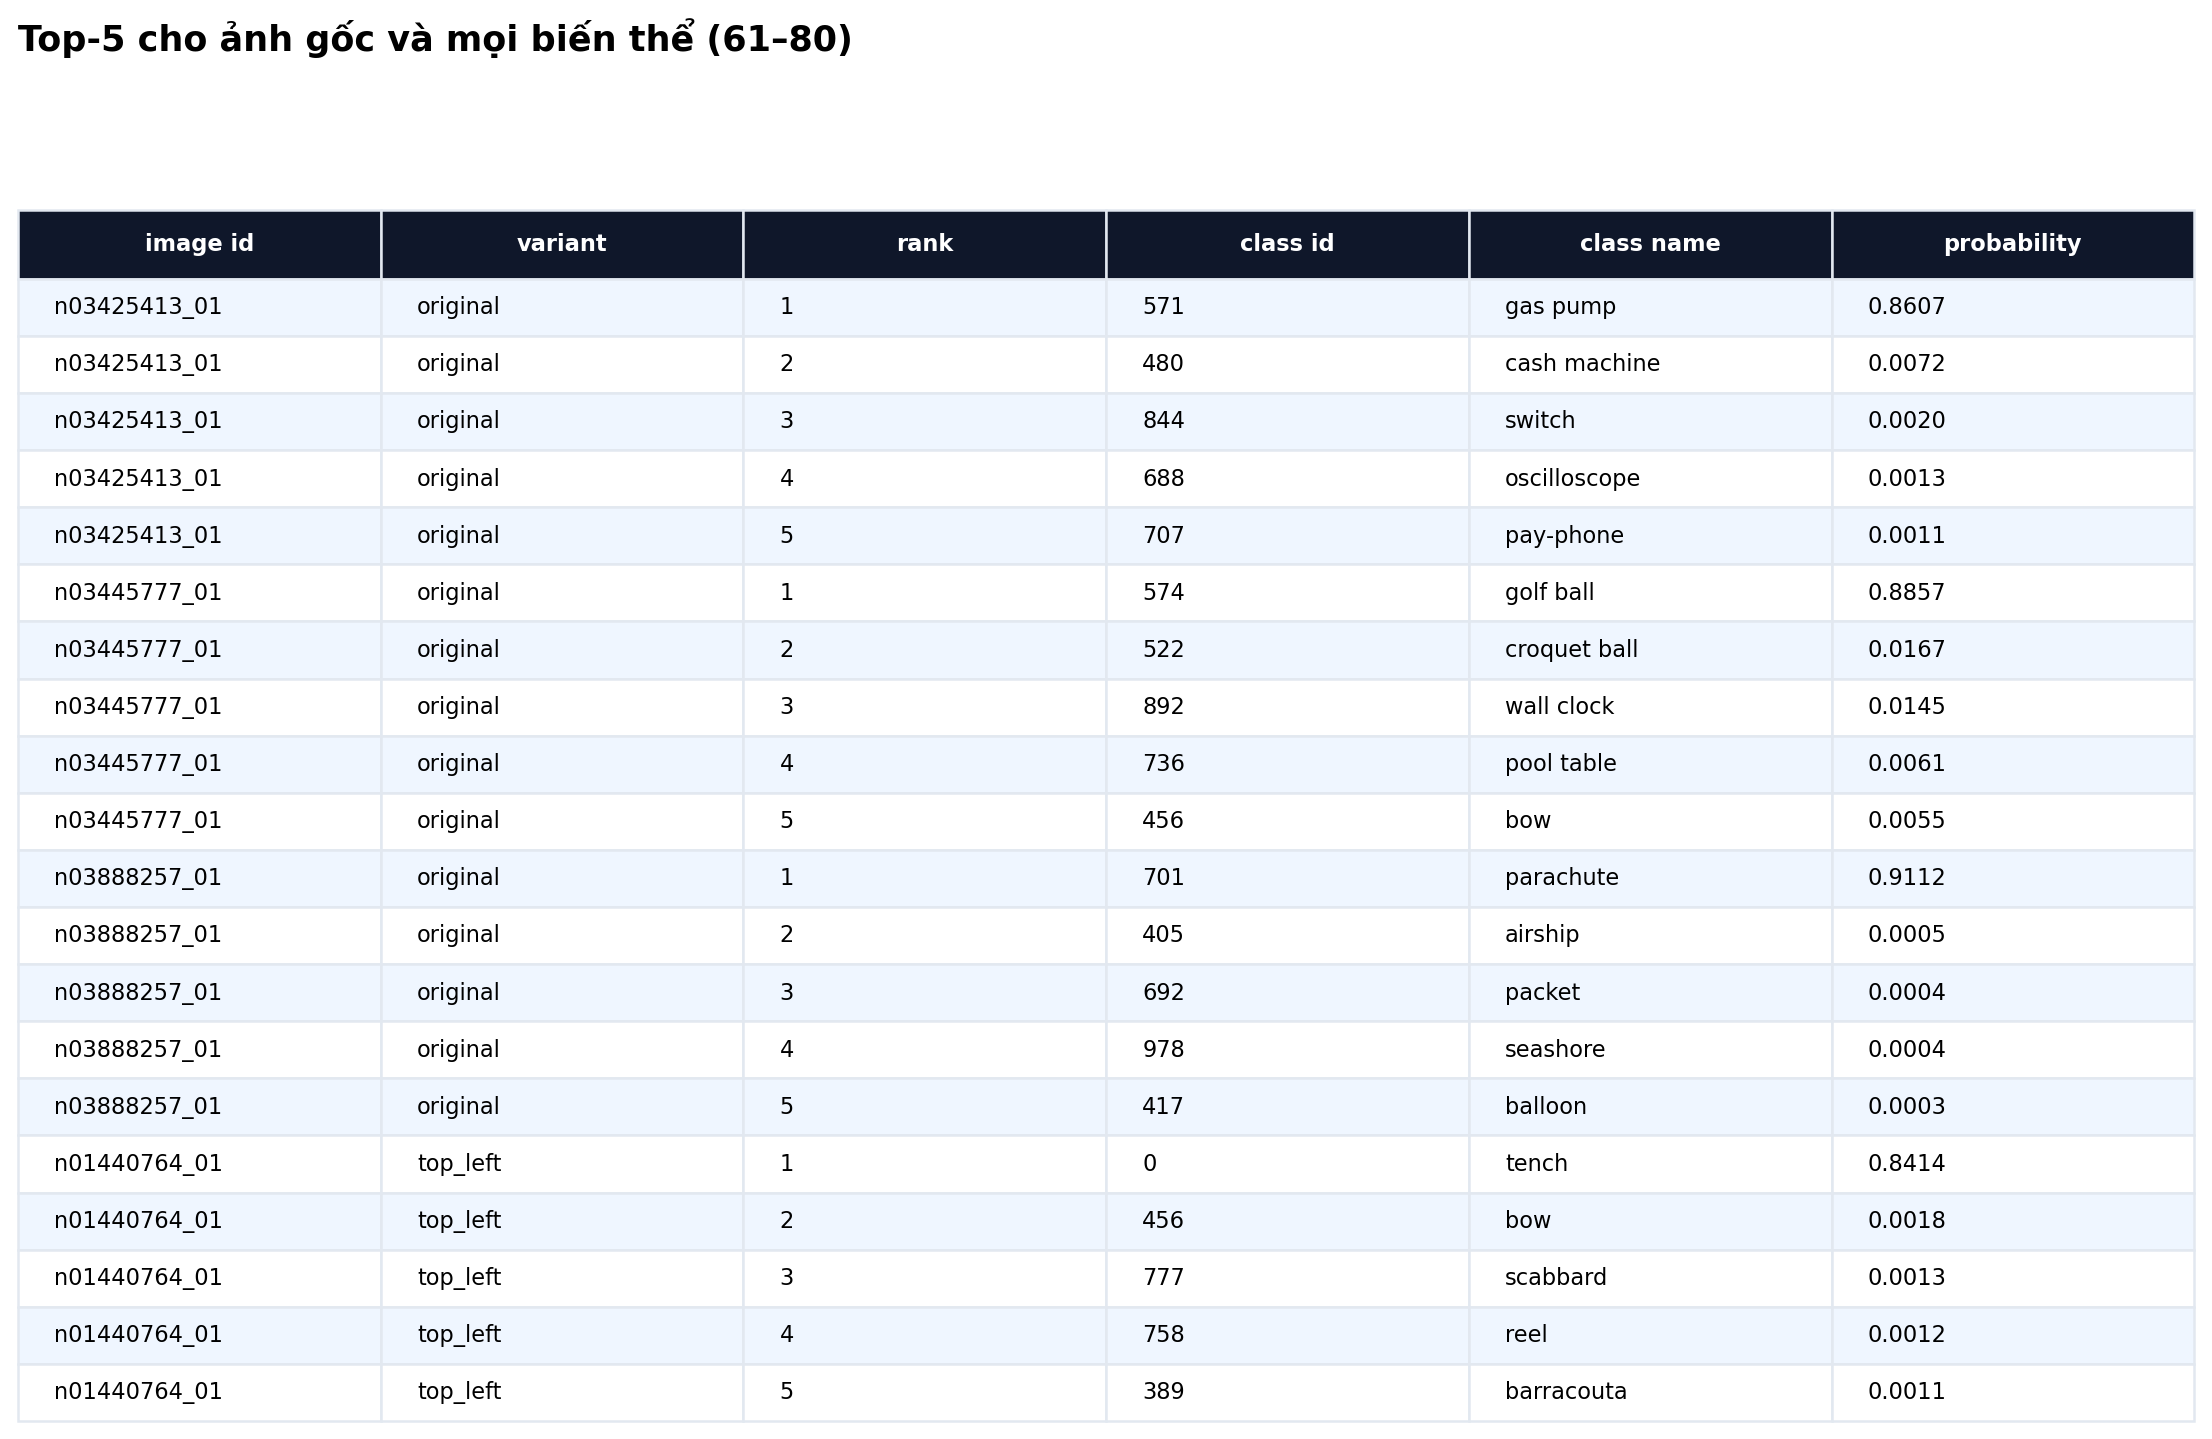 Top-5 cho ảnh gốc và mọi biến thể (61–80)
image id variant rank class id class name probability
n03425413_01 original 1 571 gas pump 0.8607
n03425413_01 original 2 480 cash machine 0.0072
n03425413_01 original 3 844 switch 0.0020
n03425413_01 original 4 688 oscilloscope 0.0013
n03425413_01 original 5 707 pay-phone 0.0011
n03445777_01 original 1 574 golf ball 0.8857
n03445777_01 original 2 522 croquet ball 0.0167
n03445777_01 original 3 892 wall clock 0.0145
n03445777_01 original 4 736 pool table 0.0061
n03445777_01 original 5 456 bow 0.0055
n03888257_01 original 1 701 parachute 0.9112
n03888257_01 original 2 405 airship 0.0005
n03888257_01 original 3 692 packet 0.0004
n03888257_01 original 4 978 seashore 0.0004
n03888257_01 original 5 417 balloon 0.0003
n01440764_01 top_left 1 0 tench 0.8414
n01440764_01 top_left 2 456 bow 0.0018
n01440764_01 top_left 3 777 scabbard 0.0013
n01440764_01 top_left 4 758 reel 0.0012
n01440764_01 top_left 5 389 barracouta 0.0011